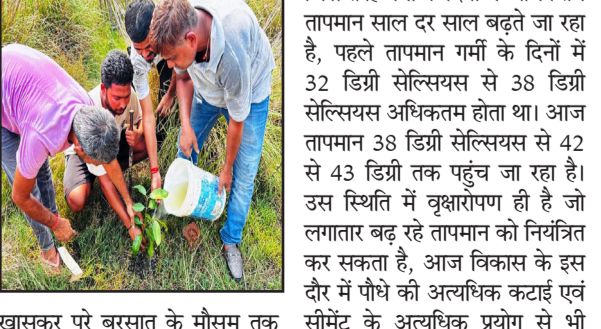 तापमान साल दर साल बढ़ते जा रहा
है, पहले तापमान गर्मी के दिनों में
32 डिग्री सेल्सियस से 38 डिग्री
सेल्सियस अधिकतम होता था। आज
तापमान 38 डिग्री सेल्सियस से 42
से 43 डिग्री तक पहुंच जा रहा है।
उस स्थिति में वृक्षारोपण ही है जो
लगातार बढ़ रहे तापमान को नियंत्रित
कर सकता है, आज विकास के इस
दौर में पौधे की अत्यधिक कटाई एवं
सीमेंट के अत्यधिक प्रयोग से भी
खासकर पूरे बरसात के मौसम तक